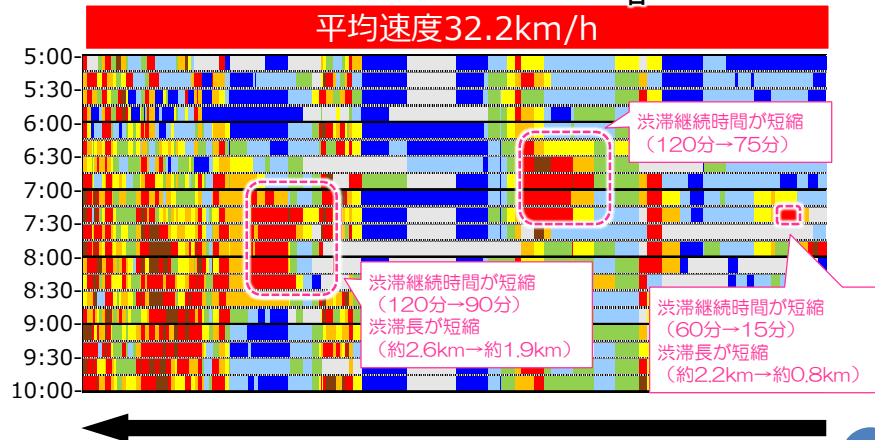 平均速度32.2km/h
5:00
5:30
6:00
6:30
7:00
7:30
8:00
8:30
9:00
9:30
10:00
渋滞継続時間が短縮
（120分→75分）
渋滞継続時間が短縮
（120分→90分）
渋滞長が短縮
（約2.6km→約1.9km）
渋滞継続時間が短縮
（60分→15分）
渋滞長が短縮
（約2.2km→約0.8km）